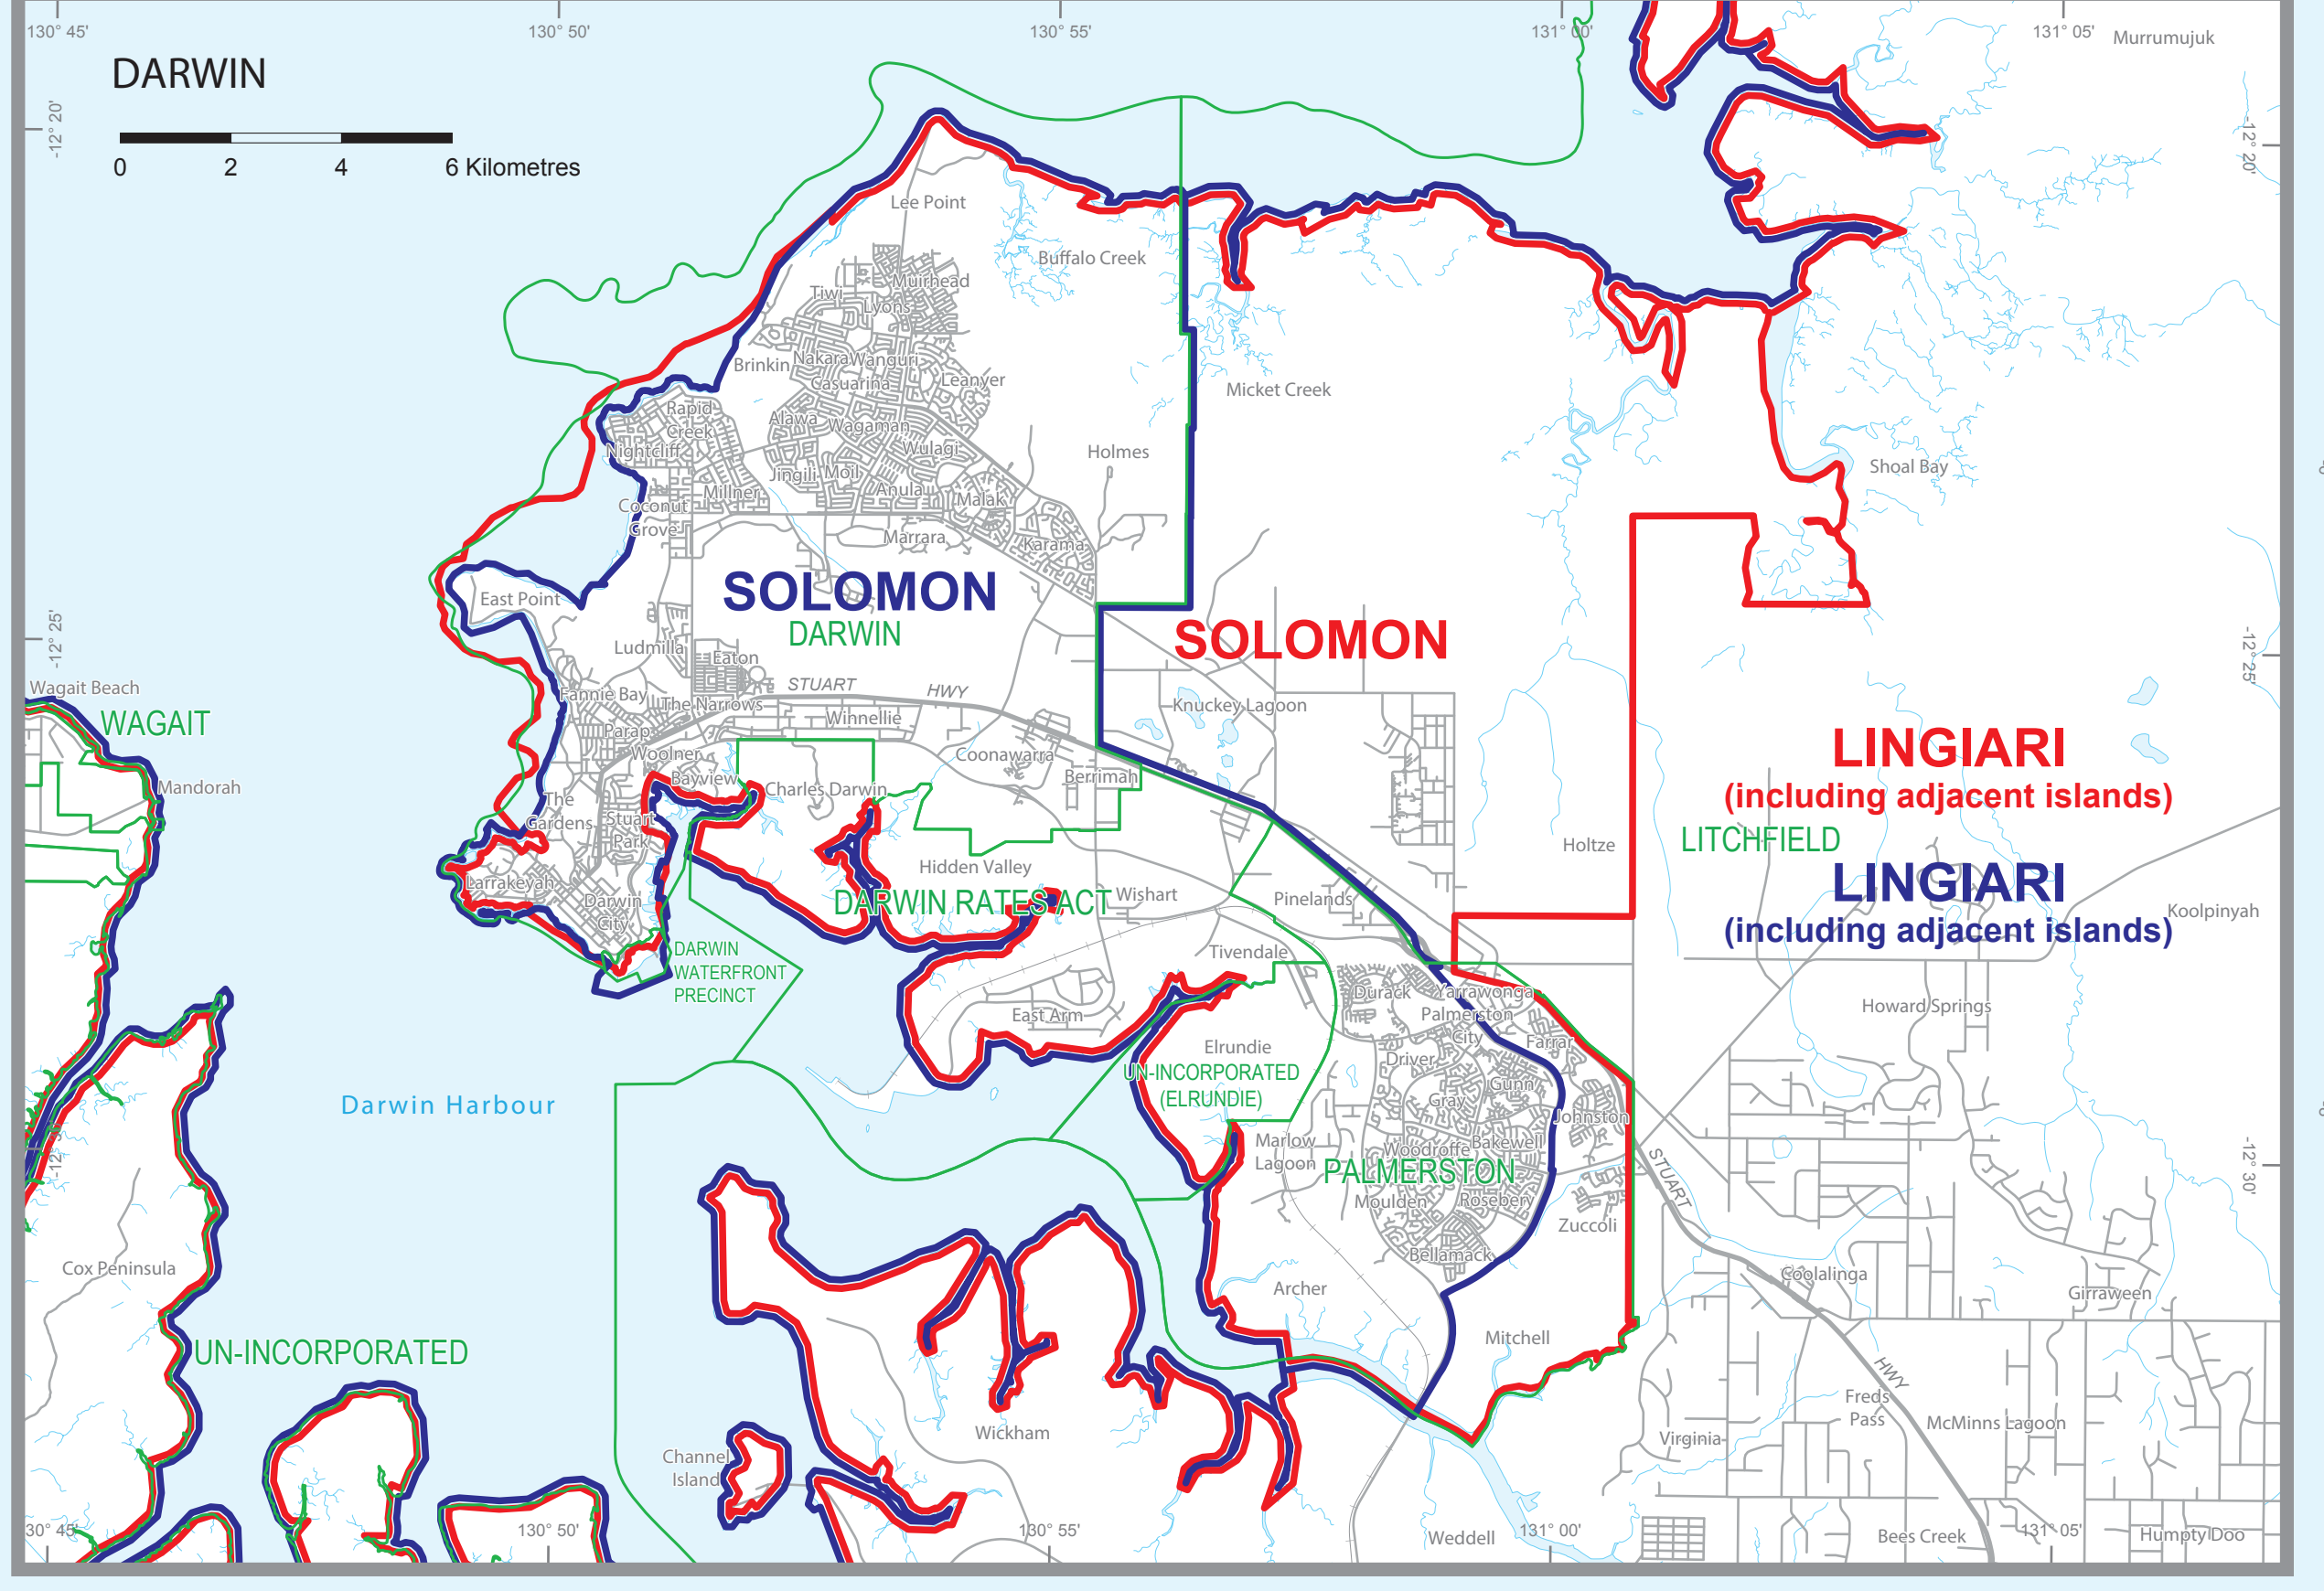 130° 45'
130° 50'
130° 55'
131° 00'
131° 05'
Murrumujuk
DARWIN
-12° 20'
-12° 20'
0 2 4 6 Kilometres
Lee Point
Buffalo Creek
Muirhead
Tiwi
Lyons
Brinkin
Nakara
Wanguri
Casuarina
Leanyer
Micket Creek
Rapid
Creek
Alawa
Wagaman
Nightcliff
Wulagi
Holmes
Jingili
Moil
Shoal Bay
Millner
Anula
Malak
Coconut
Grove
Marrara
Karama
SOLOMON
East Point
DARWIN
SOLOMON
-12° 25'
-12° 25'
Ludmilla
Eaton
Wagait Beach
STUART
HWY
WAGAIT
Fannie Bay
The Narrows
Winnellie
Knuckey Lagoon
Parap
LINGIARI
(including adjacent islands)
Woolner
Coonawarra
Bayview
Berrimah
Mandorah
Charles Darwin
The
Gardens
Stuart
Park
Holtze
LITCHFIELD
Hidden Valley
LINGIARI
(including adjacent islands)
Larrakeyah
Darwin
City
DARWIN RATES ACT
Wishart
Pinelands
Koolpinyah
DARWIN
WATERFRONT
PRECINCT
Tivendale
Durack
Yarrawonga
East Arm
Palmerston
City
Howard Springs
Elrundie
UN-INCORPORATED
(ELRUNDIE)
Driver
Farrar
Gunn
Gray
Darwin Harbour
Johnston
Marlow
Lagoon
Woodroffe
Bakewell
PALMERSTON
STUART
-12° 30'
-12° 30'
Moulden
Rosebery
Zuccoli
Bellamack
Cox Peninsula
Archer
Coolalinga
Girraween
UN-INCORPORATED
Mitchell
HWY
Freds
Pass
McMinns Lagoon
Wickham
Virginia
Channel
Island
30° 45'
130° 50'
130° 55'
Weddell
131° 00'
Bees Creek
131° 05'
Humpty Doo